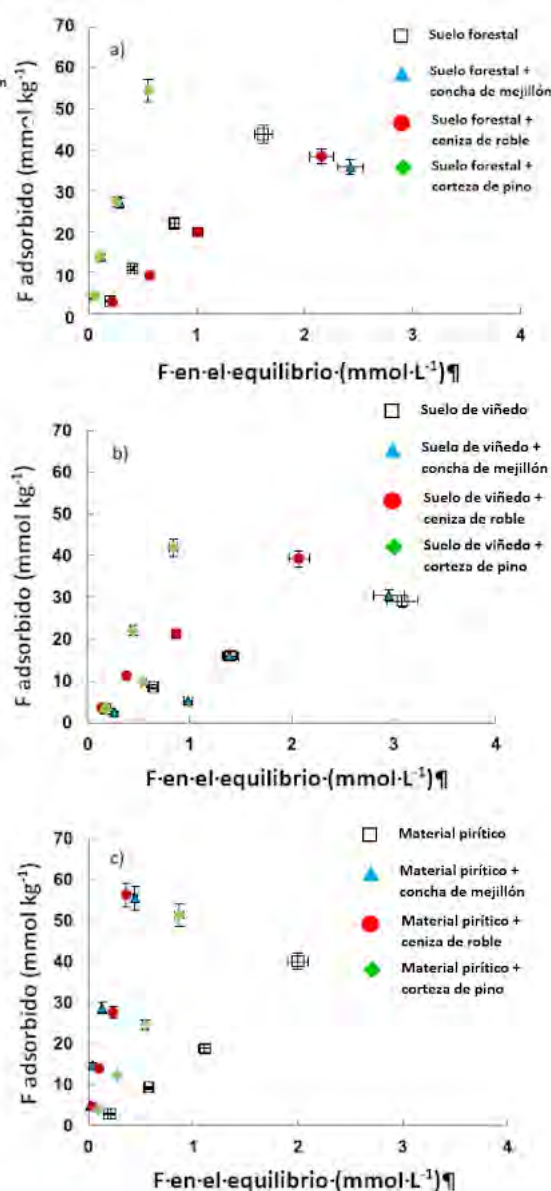 a)
F adsorbido (mmol kg⁻¹)
70
60
50
40
30
20
10
0
0 1 2 3 4
F·en·el·equilibrio·(mmol·L⁻¹)¶
Suelo forestal
Suelo forestal +
concha de mejillón
Suelo forestal +
ceniza de roble
Suelo forestal +
corteza de pino
b)
F adsorbido (mmol kg⁻¹)
70
60
50
40
30
20
10
0
0 1 2 3 4
F·en·el·equilibrio·(mmol·L⁻¹)¶
Suelo de viñedo
Suelo de viñedo +
concha de mejillón
Suelo de viñedo +
ceniza de roble
Suelo de viñedo +
corteza de pino
c)
F adsorbido (mmol kg⁻¹)
70
60
50
40
30
20
10
0
0 1 2 3 4
F·en·el·equilibrio·(mmol·L⁻¹)¶
Material pirítico
Material pirítico +
concha de mejillón
Material pirítico +
ceniza de roble
Material pirítico +
corteza de pino